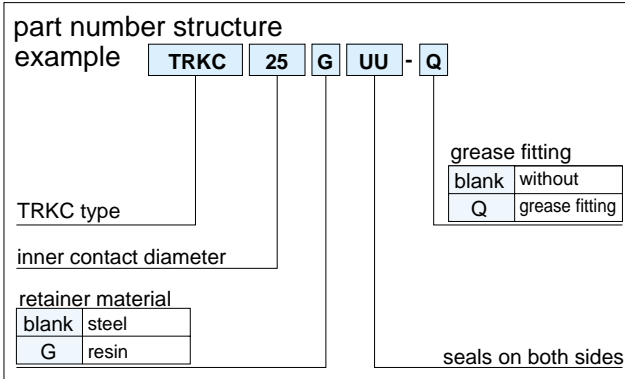 part number structure
example TRKC 25 G UU - Q
grease fitting
blank without
Q grease fitting
TRKC type
inner contact diameter
retainer material
blank steel
G resin
seals on both sides